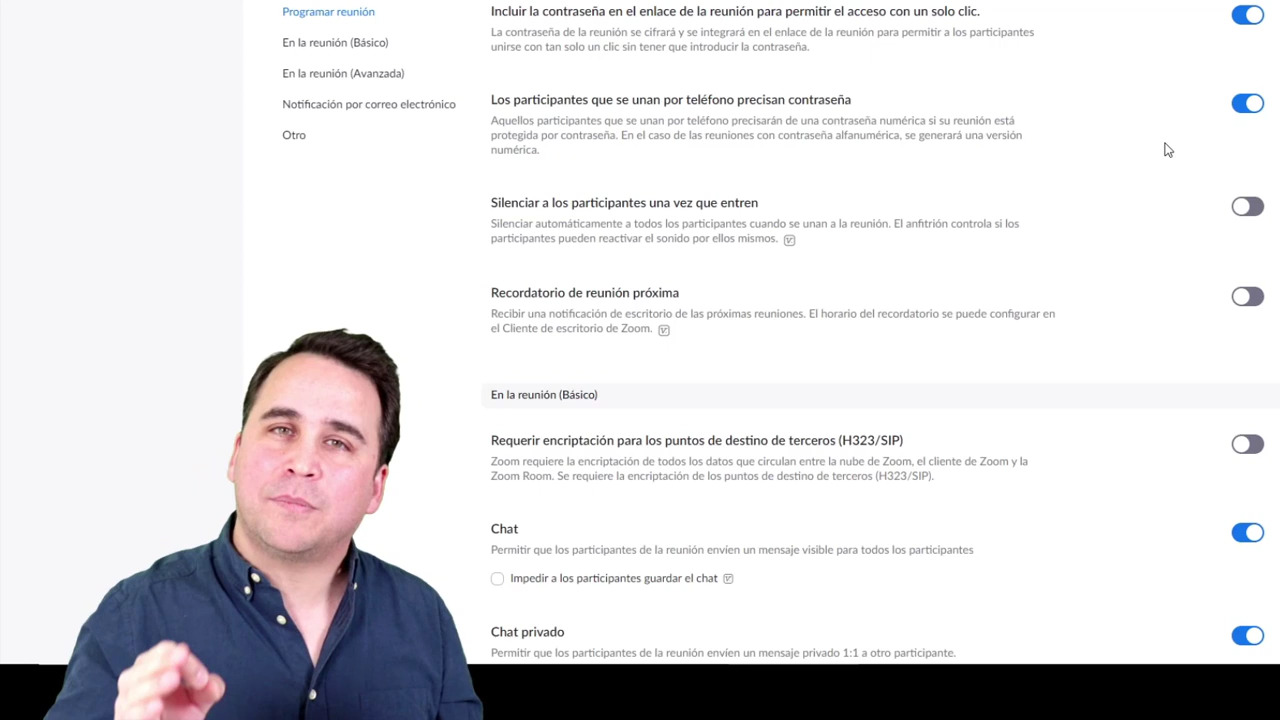 Programar reunión
En la reunión (Básico)
En la reunión (Avanzada)
Notificación por correo electrónico
Otro
Incluir la contraseña en el enlace de la reunión para permitir el acceso con un solo clic.
La contraseña de la reunión se cifrará y se integrará en el enlace de la reunión para permitir a los participantes
unirse con tan solo un clic sin tener que introducir la contraseña.
Los participantes que se unan por teléfono precisan contraseña
Aquellos participantes que se unan por teléfono precisarán de una contraseña numérica si su reunión está
protegida por contraseña. En el caso de las reuniones con contraseña alfanumérica, se generará una versión
numérica.
Silenciar a los participantes una vez que entren
Silenciar automáticamente a todos los participantes cuando se unan a la reunión. El anfitrión controla si los
participantes pueden reactivar el sonido por ellos mismos.
Recordatorio de reunión próxima
Recibir una notificación de escritorio de las próximas reuniones. El horario del recordatorio se puede configurar en
el Cliente de escritorio de Zoom.
En la reunión (Básico)
Requerir encriptación para los puntos de destino de terceros (H323/SIP)
Zoom requiere la encriptación de todos los datos que circulan entre la nube de Zoom, el cliente de Zoom y la
Zoom Room. Se requiere la encriptación de los puntos de destino de terceros (H323/SIP).
Chat
Permitir que los participantes de la reunión envíen un mensaje visible para todos los participantes
Impedir a los participantes guardar el chat
Chat privado
Permitir que los participantes de la reunión envíen un mensaje privado 1:1 a otro participante.